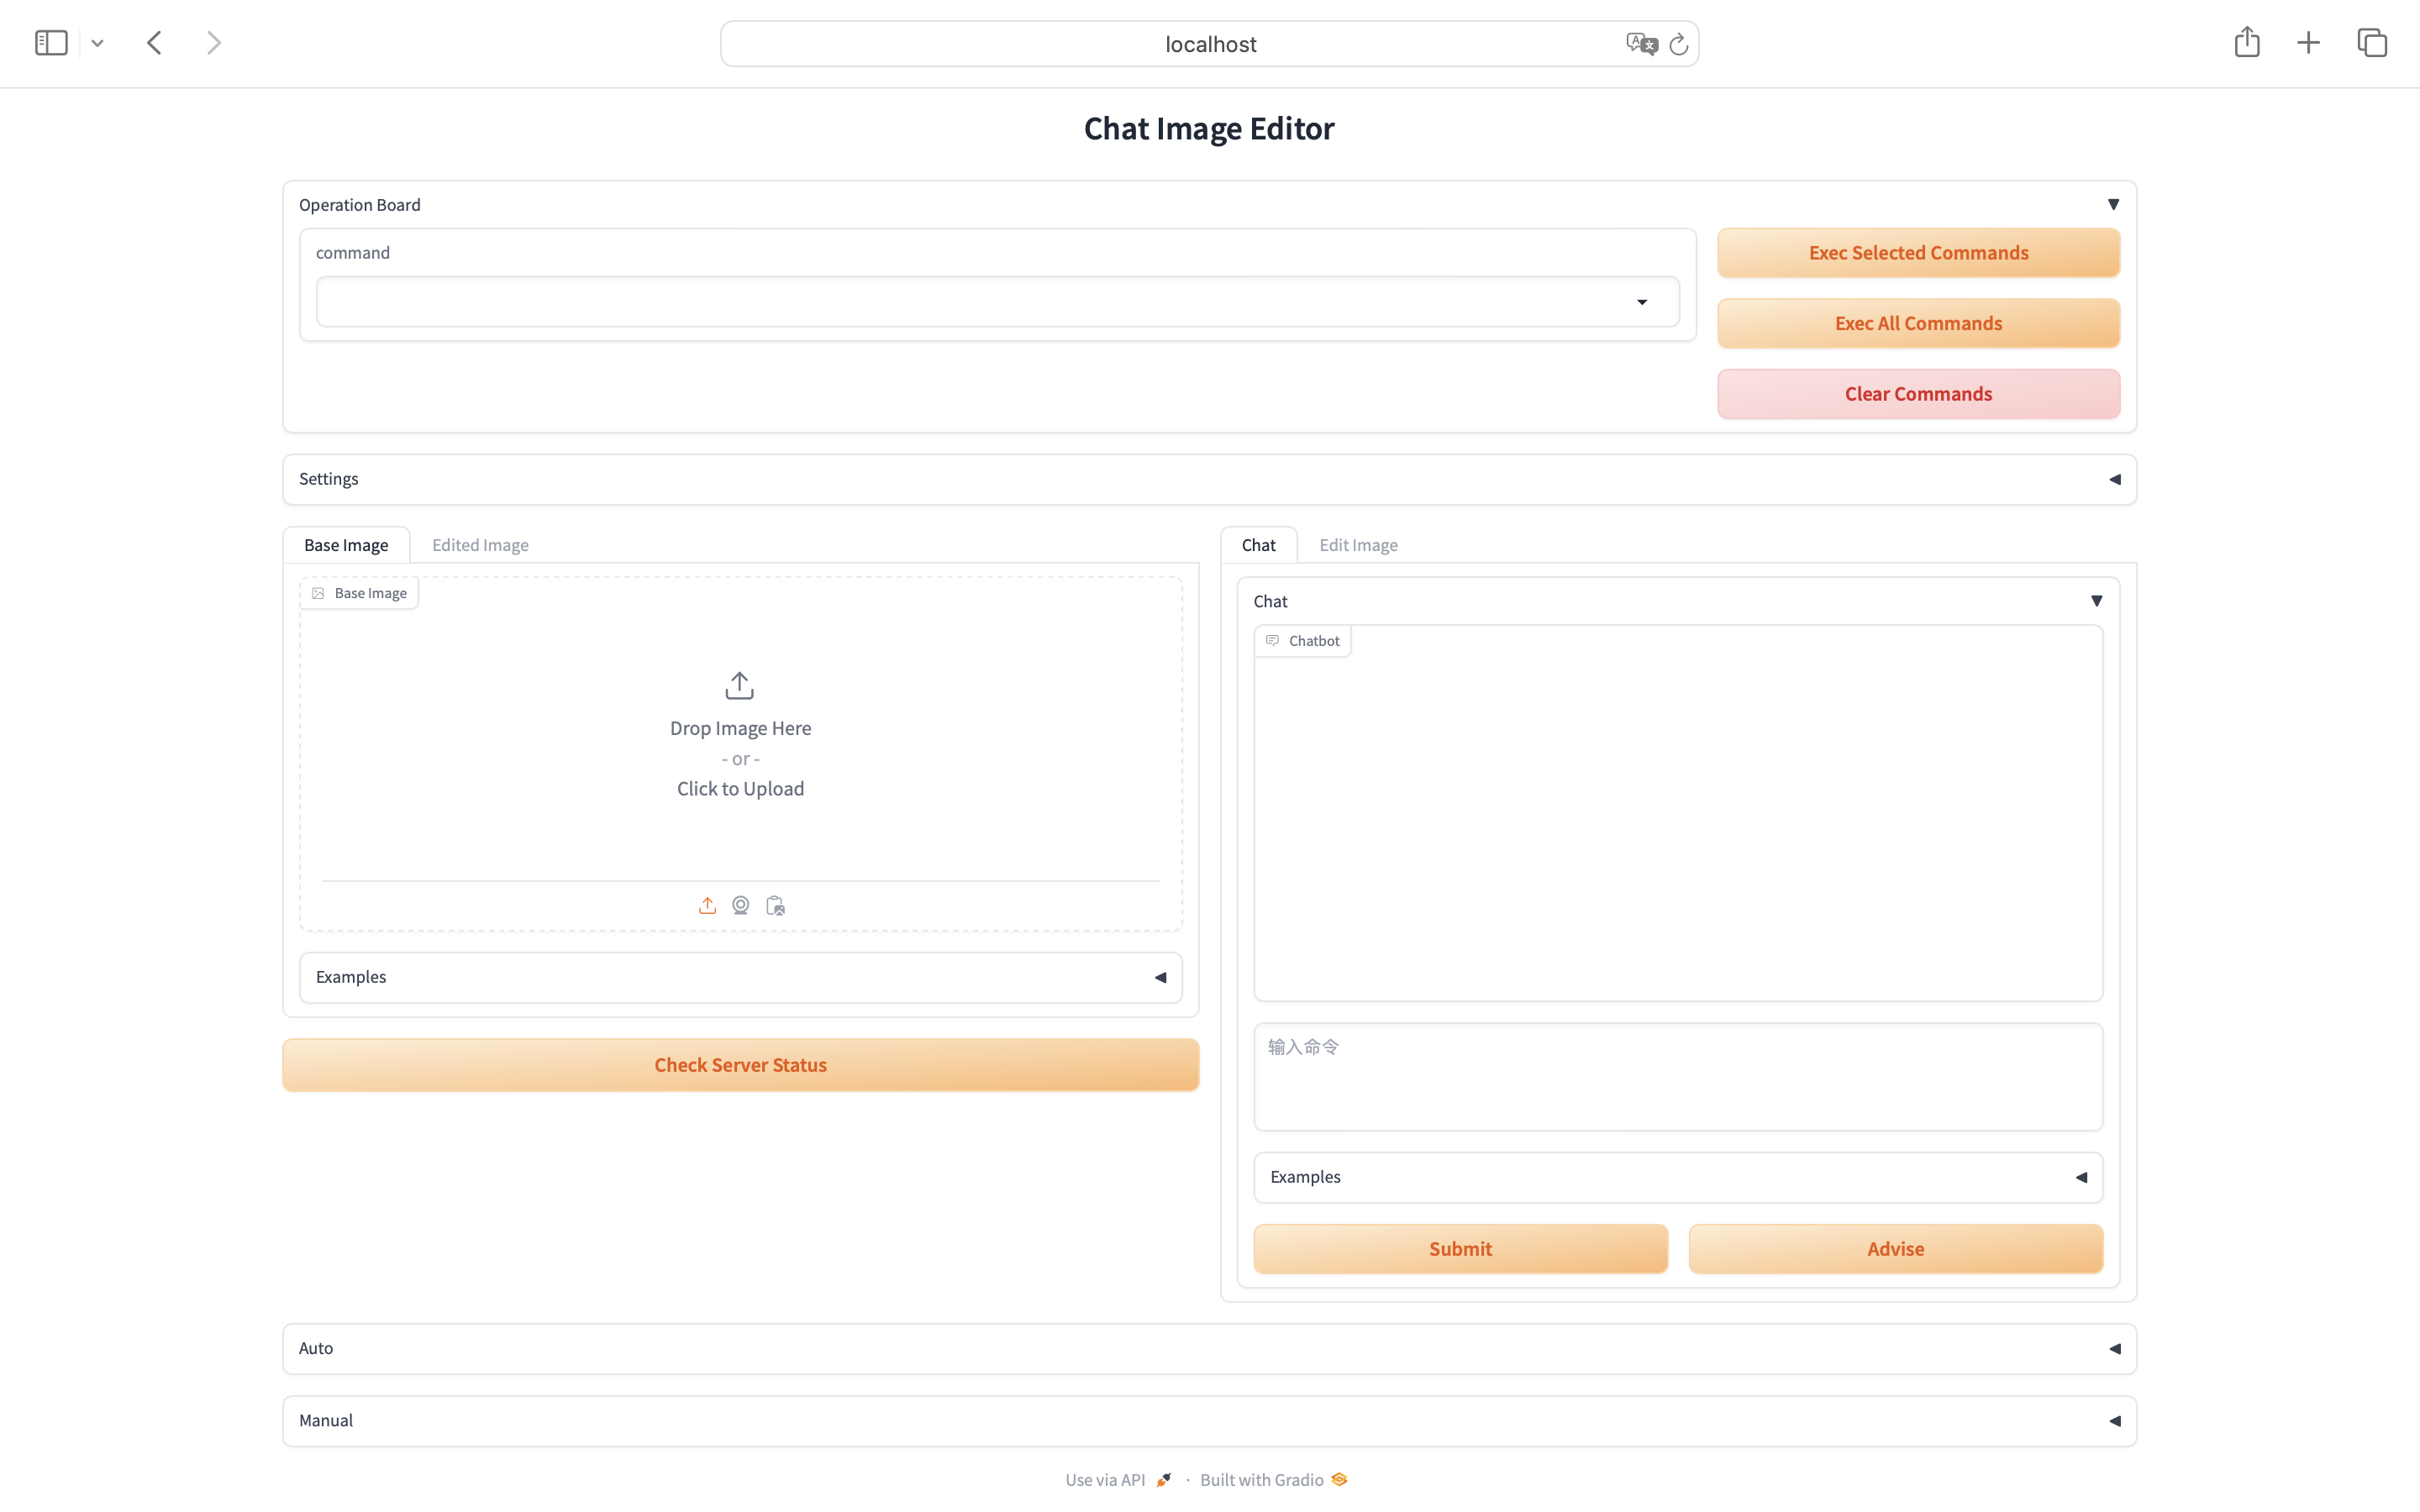 localhost
Chat Image Editor
Operation Board
command
Exec Selected Commands
Exec All Commands
Clear Commands
Settings
Base Image
Edited Image
Base Image
Drop Image Here
- or -
Click to Upload
Examples
Check Server Status
Chat
Edit Image
Chat
Chatbot
输入命令
Examples
Submit
Advise
Auto
Manual
Use via API · Built with Gradio